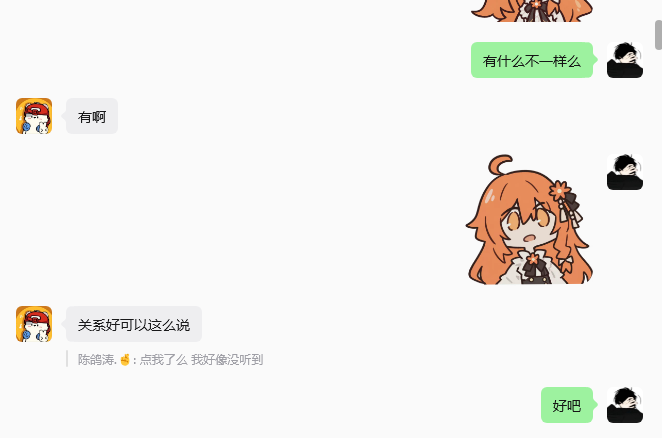 有什么不一样么
有啊
关系好可以这么说
陈鸽涛.🤞: 点我了么 我好像没听到
好吧